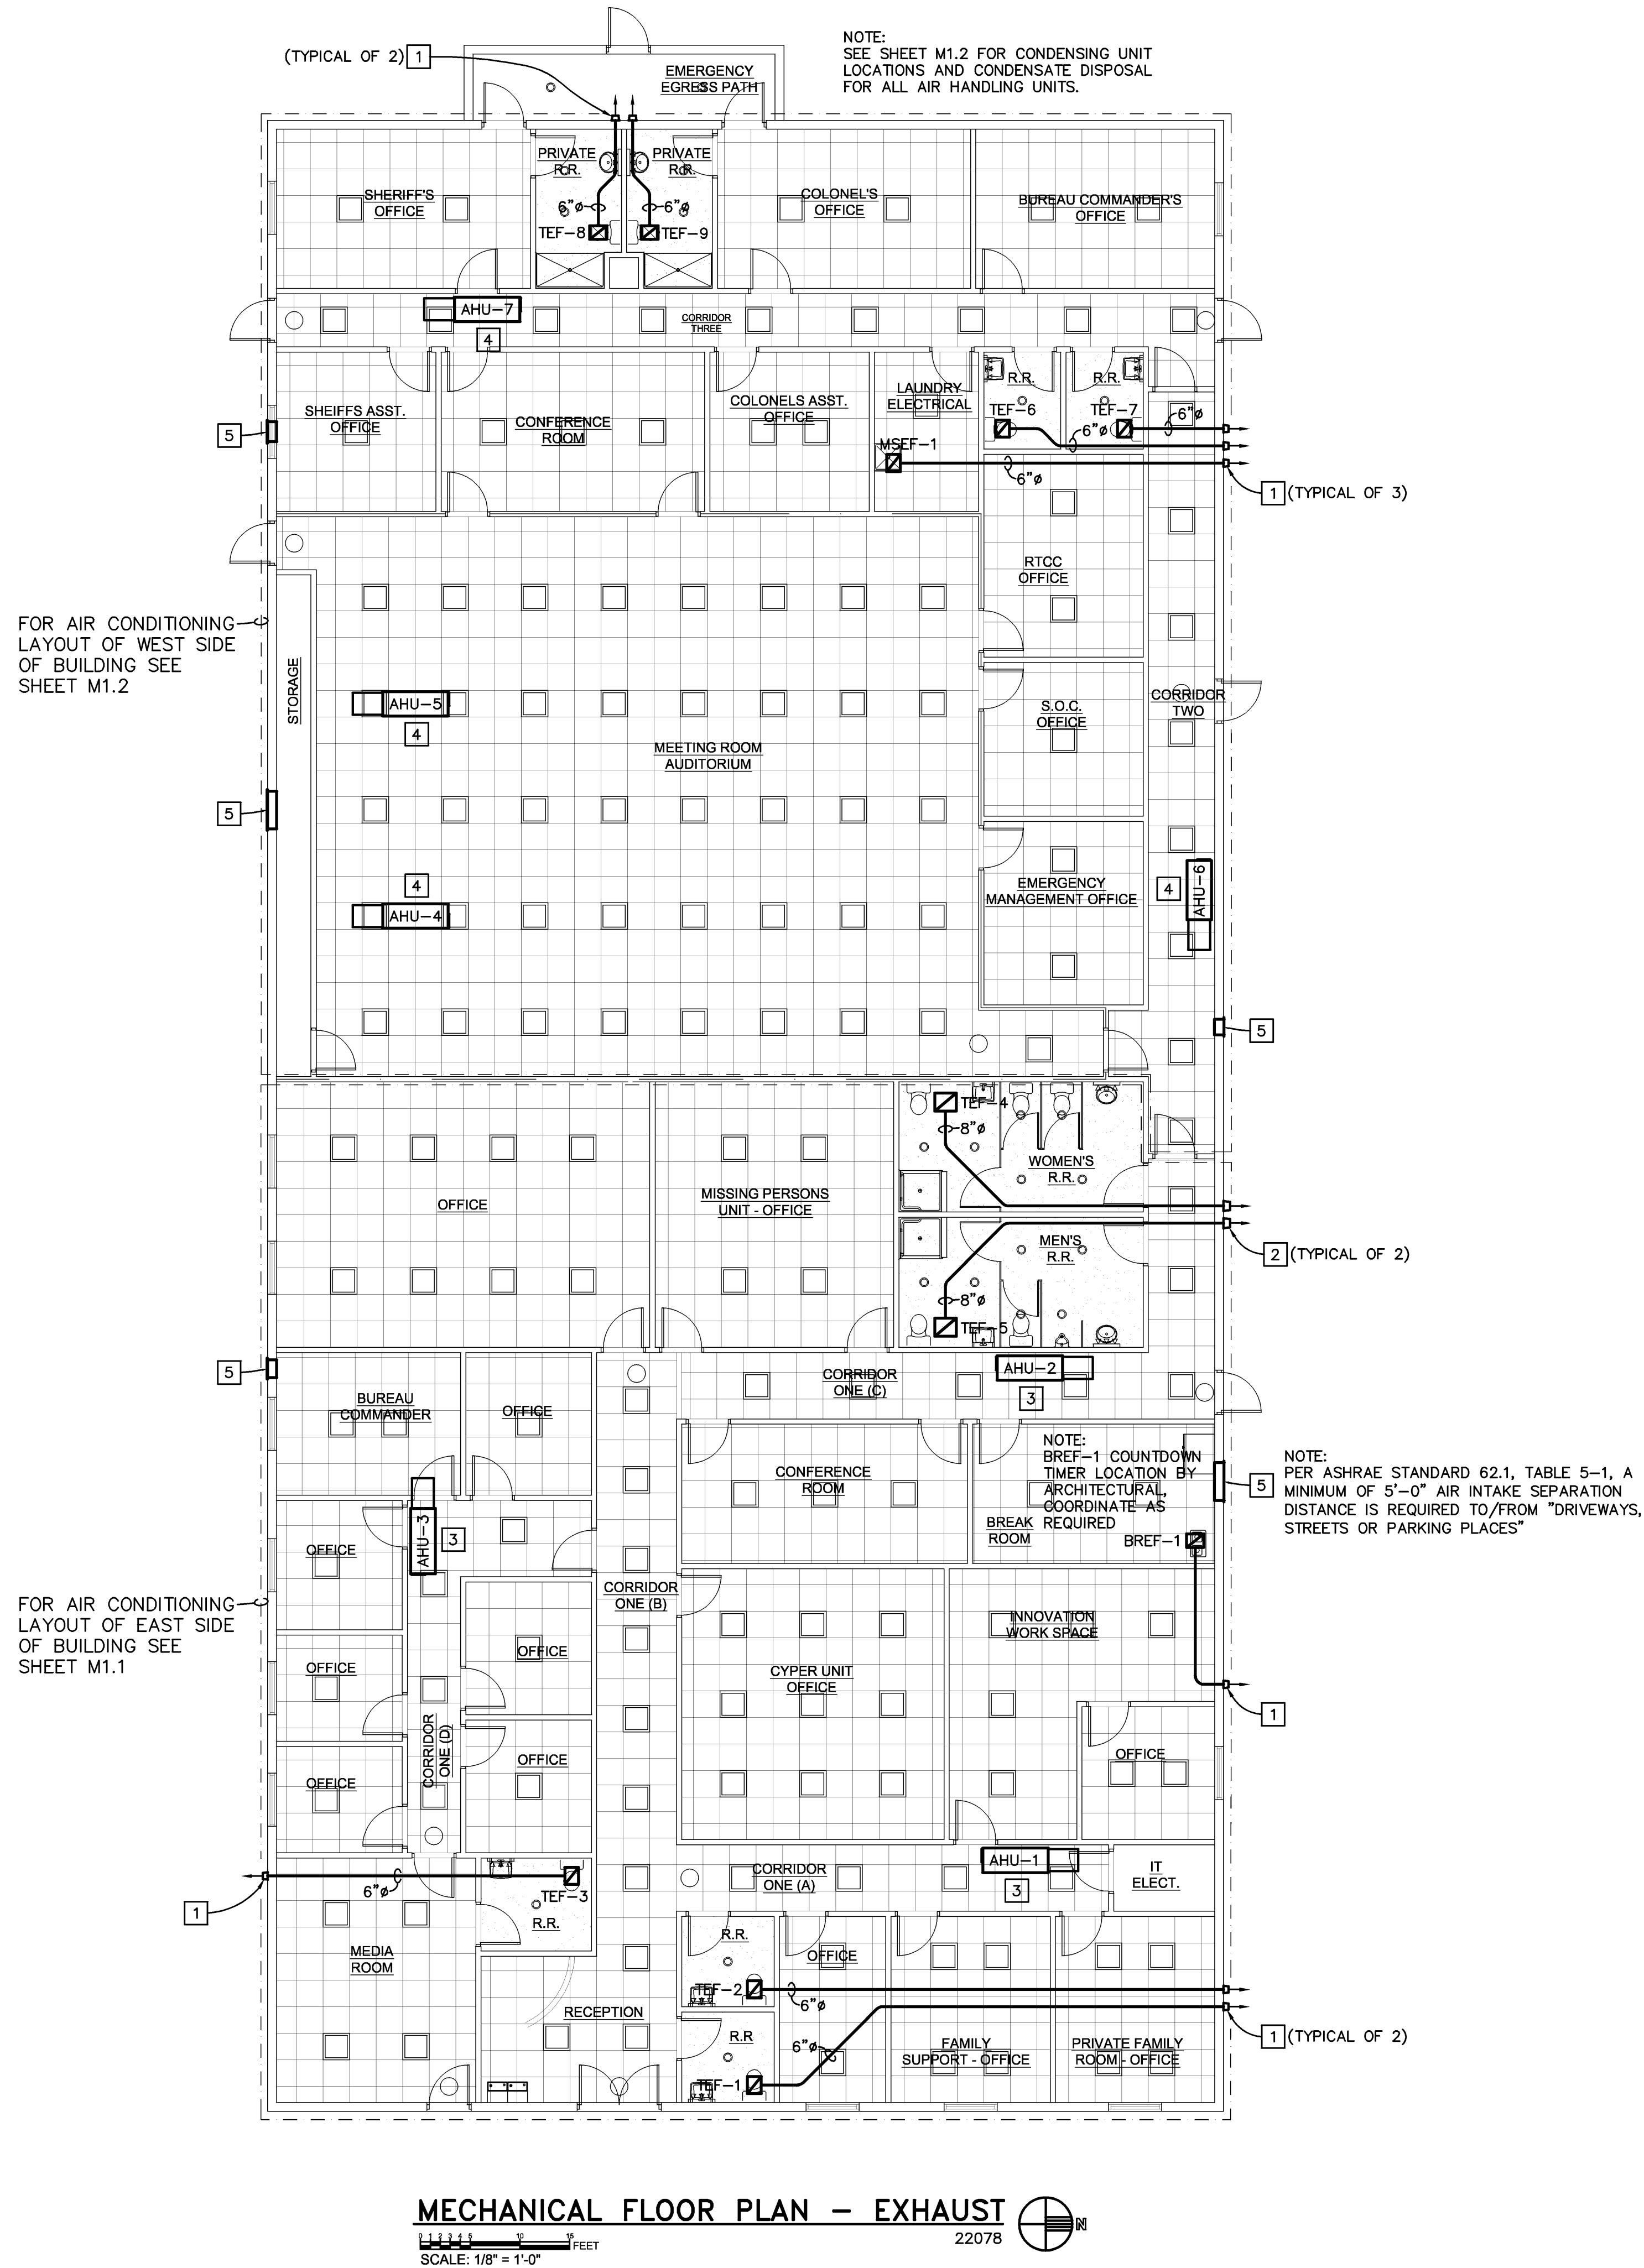 (TYPICAL OF 2) 1
NOTE:
SEE SHEET M1.2 FOR CONDENSING UNIT
LOCATIONS AND CONDENSATE DISPOSAL
FOR ALL AIR HANDLING UNITS.
EMERGENCY
EGRESS PATH
PRIVATE
R.R.
PRIVATE
R.R.
SHERIFF'S
OFFICE
COLONEL'S
OFFICE
BUREAU COMMANDER'S
OFFICE
6"ø
6"ø
TEF-8
TEF-9
AHU-7
4
CORRIDOR
THREE
SHEIFFS ASST.
OFFICE
CONFERENCE
ROOM
COLONELS ASST.
OFFICE
LAUNDRY
ELECTRICAL
R.R.
R.R.
TEF-6
TEF-7
6"ø
6"ø
MSEF-1
6"ø
5
1 (TYPICAL OF 3)
RTCC
OFFICE
FOR AIR CONDITIONING
LAYOUT OF WEST SIDE
OF BUILDING SEE
SHEET M1.2
STORAGE
AHU-5
4
MEETING ROOM
AUDITORIUM
S.O.C.
OFFICE
CORRIDOR
TWO
5
4
AHU-4
EMERGENCY
MANAGEMENT OFFICE
4
AHU-6
5
TEF-4
8"ø
WOMEN'S
R.R.
OFFICE
MISSING PERSONS
UNIT - OFFICE
MEN'S
R.R.
2 (TYPICAL OF 2)
8"ø
TEF-5
5
AHU-2
3
CORRIDOR
ONE (C)
BUREAU
COMMANDER
OFFICE
NOTE:
BREF-1 COUNTDOWN
TIMER LOCATION BY
ARCHITECTURAL,
COORDINATE AS
REQUIRED
CONFERENCE
ROOM
BREAK
ROOM
BREF-1
5
NOTE:
PER ASHRAE STANDARD 62.1, TABLE 5-1, A
MINIMUM OF 5'-0" AIR INTAKE SEPARATION
DISTANCE IS REQUIRED TO/FROM "DRIVEWAYS,
STREETS OR PARKING PLACES"
AHU-3
3
OFFICE
FOR AIR CONDITIONING
LAYOUT OF EAST SIDE
OF BUILDING SEE
SHEET M1.1
CORRIDOR
ONE (B)
INNOVATION
WORK SPACE
OFFICE
OFFICE
CYPER UNIT
OFFICE
1
CORRIDOR
ONE (D)
OFFICE
OFFICE
OFFICE
AHU-1
3
CORRIDOR
ONE (A)
IT
ELECT.
6"ø
1
TEF-3
R.R.
MEDIA
ROOM
R.R.
OFFICE
TEF-2
6"ø
RECEPTION
R.R
6"ø
FAMILY
SUPPORT - OFFICE
PRIVATE FAMILY
ROOM - OFFICE
1 (TYPICAL OF 2)
TEF-1
MECHANICAL FLOOR PLAN - EXHAUST
N
22078
0 1 2 3 4 5 10 15
FEET
SCALE: 1/8" = 1'-0"